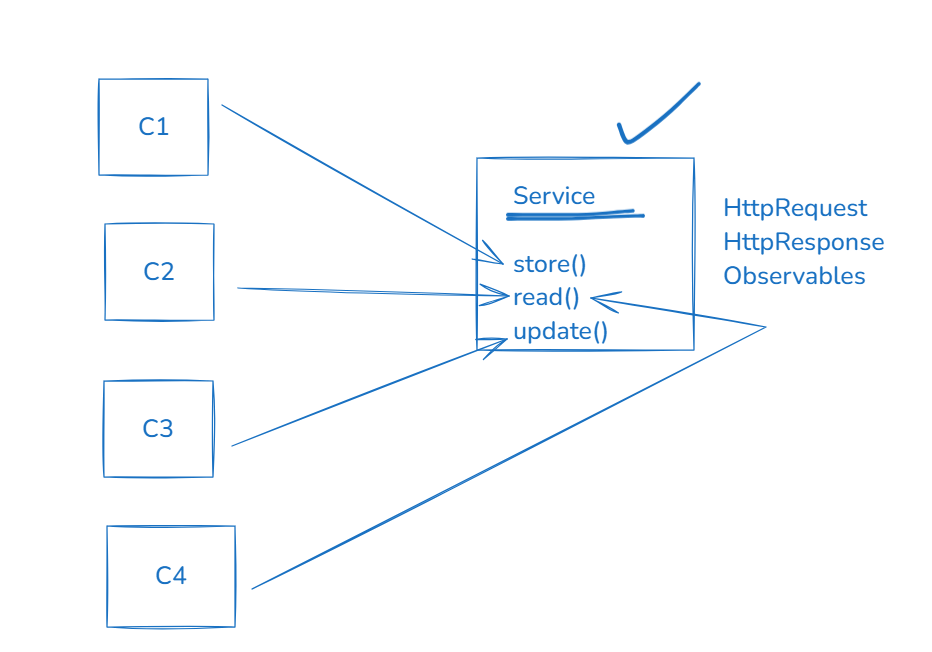 C1
C2
C3
C4
Service
store()
read()
update()
HttpRequest
HttpResponse
Observables